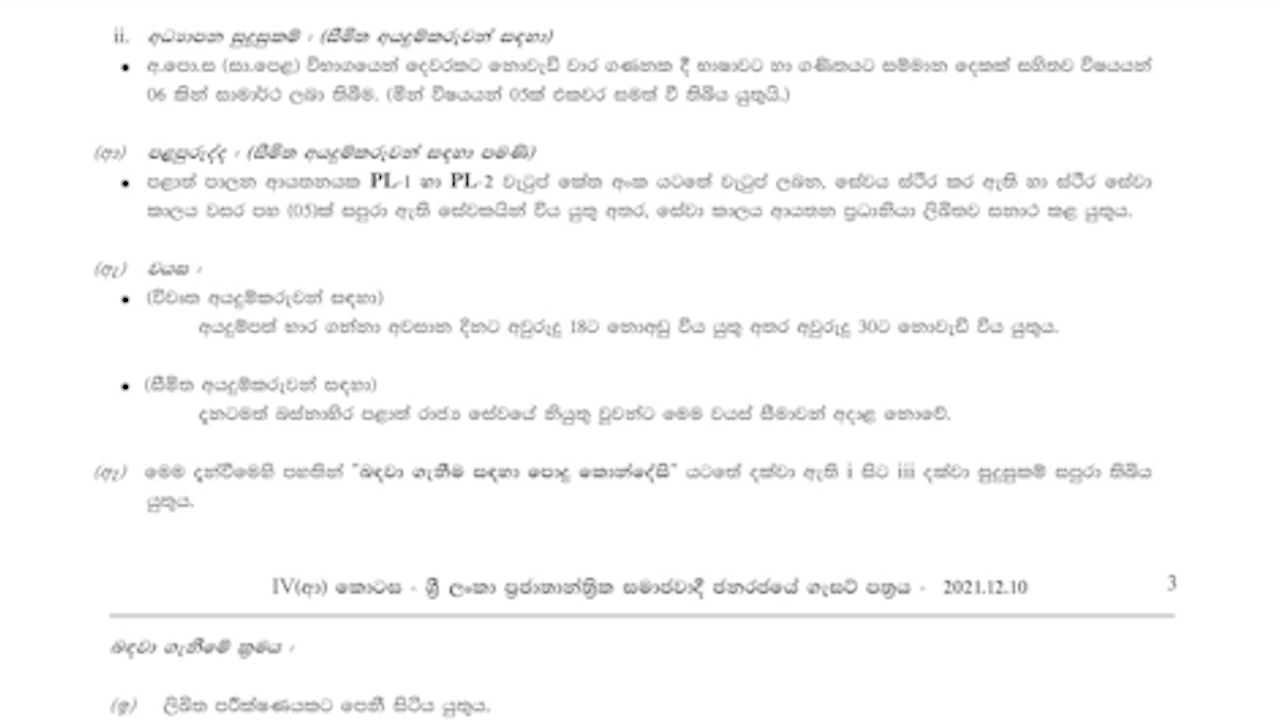 ii. අධ්‍යාපන සුදුසුකම් : (සීමිත අයදුම්කරුවන් සඳහා)
• අ.පො.ස (සා.පෙළ) විභාගයෙන් දෙවරකට නොවැඩි වාර ගණනක දී භාෂාවට හා ගණිතයට සම්මාන දෙකක් සහිතව විෂයයන්
06 කින් සාමාර්ථ ලබා තිබීම. (මින් විෂයයන් 05ක් එකවර සමත් වී තිබිය යුතුයි.)
(ආ) පළපුරුද්ද : (සීමිත අයදුම්කරුවන් සඳහා පමණි)
• පළාත් පාලන ආයතනයක PL-1 හා PL-2 වැටුප් කේත අංක යටතේ වැටුප් ලබන, සේවය ස්ථිර කර ඇති හා ස්ථිර සේවා
කාලය වසර පහ (05)ක් සපුරා ඇති සේවකයින් විය යුතු අතර, සේවා කාලය ආයතන ප්‍රධානියා ලිඛිතව සනාථ කළ යුතුය.
(ඇ) වයස :
• (විවෘත අයදුම්කරුවන් සඳහා)
අයදුම්පත් භාර ගන්නා අවසාන දිනට අවුරුදු 18ට නොඅඩු විය යුතු අතර අවුරුදු 30ට නොවැඩි විය යුතුය.
• (සීමිත අයදුම්කරුවන් සඳහා)
දැනටමත් බස්නාහිර පළාත් රාජ්‍ය සේවයේ නියුතු වූවන්ට මෙම වයස් සීමාවන් අදාළ නොවේ.
(ඈ) මෙම දැන්වීමෙහි පහතින් "බඳවා ගැනීම සඳහා පොදු කොන්දේසි" යටතේ දක්වා ඇති i සිට iii දක්වා සුදුසුකම් සපුරා තිබිය
යුතුය.
IV(ආ) කොටස - ශ්‍රී ලංකා ප්‍රජාතාන්ත්‍රික සමාජවාදී ජනරජයේ ගැසට් පත්‍රය - 2021.12.10 3
බඳවා ගැනීමේ ක්‍රමය :
(ඉ) ලිඛිත පරීක්ෂණයකට පෙනී සිටිය යුතුය.